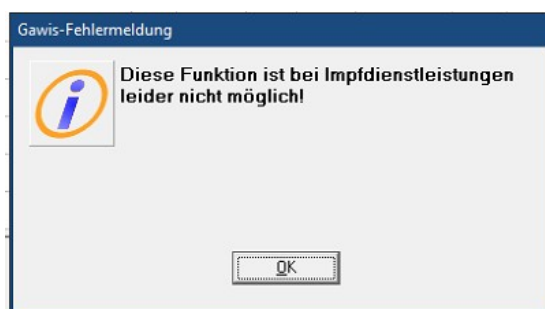 Gawis-Fehlermeldung
Diese Funktion ist bei Impfdienstleistungen
leider nicht möglich!
OK